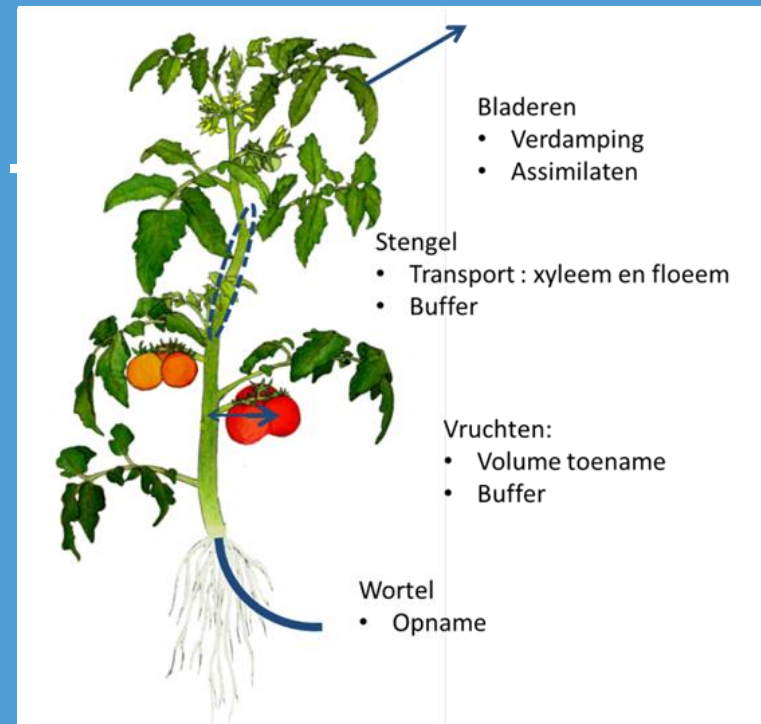 Bladeren
• Verdamping
• Assimilaten
Stengel
• Transport : xyleem en floeem
• Buffer
Vruchten:
• Volume toename
• Buffer
Wortel
• Opname